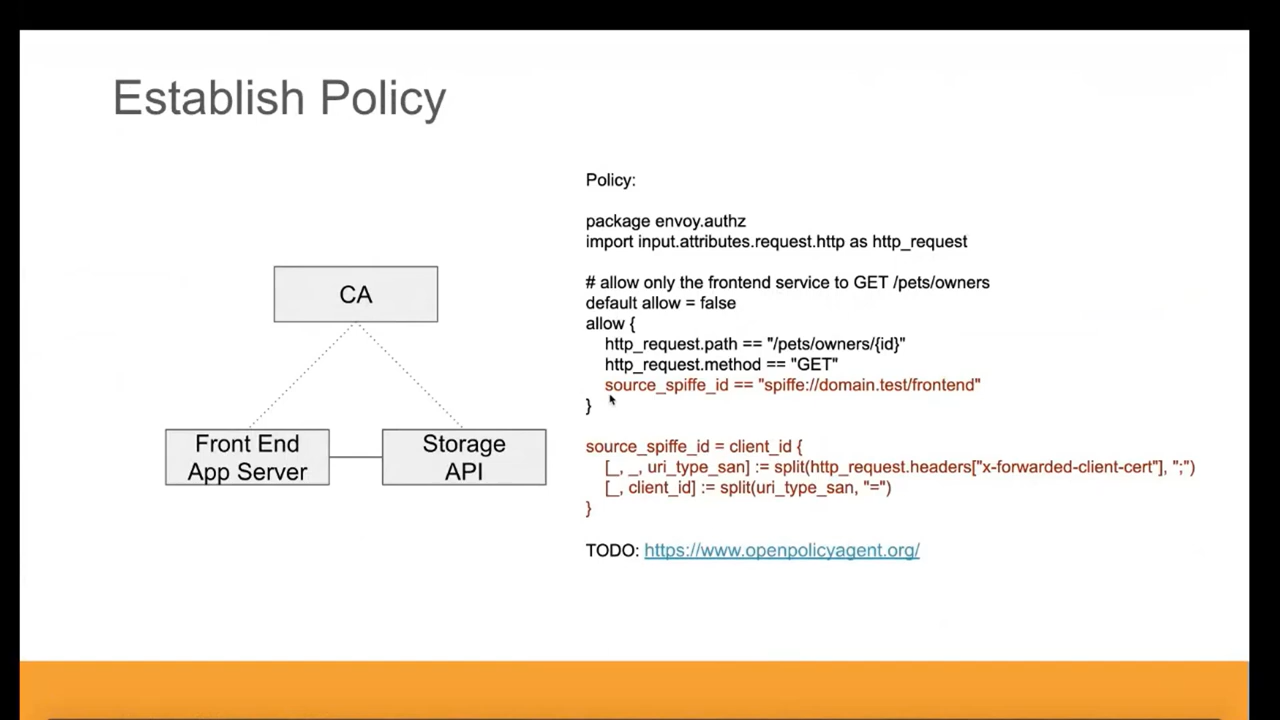 Establish Policy
CA
Front End
App Server
Storage
API
Policy:
package envoy.authz
import input.attributes.request.http as http_request
# allow only the frontend service to GET /pets/owners
default allow = false
allow {
http_request.path == "/pets/owners/{id}"
http_request.method == "GET"
source_spiffe_id == "spiffe://domain.test/frontend"
}
source_spiffe_id = client_id {
[_, _, uri_type_san] := split(http_request.headers["x-forwarded-client-cert"], ";")
[_, client_id] := split(uri_type_san, "=")
}
TODO: https://www.openpolicyagent.org/